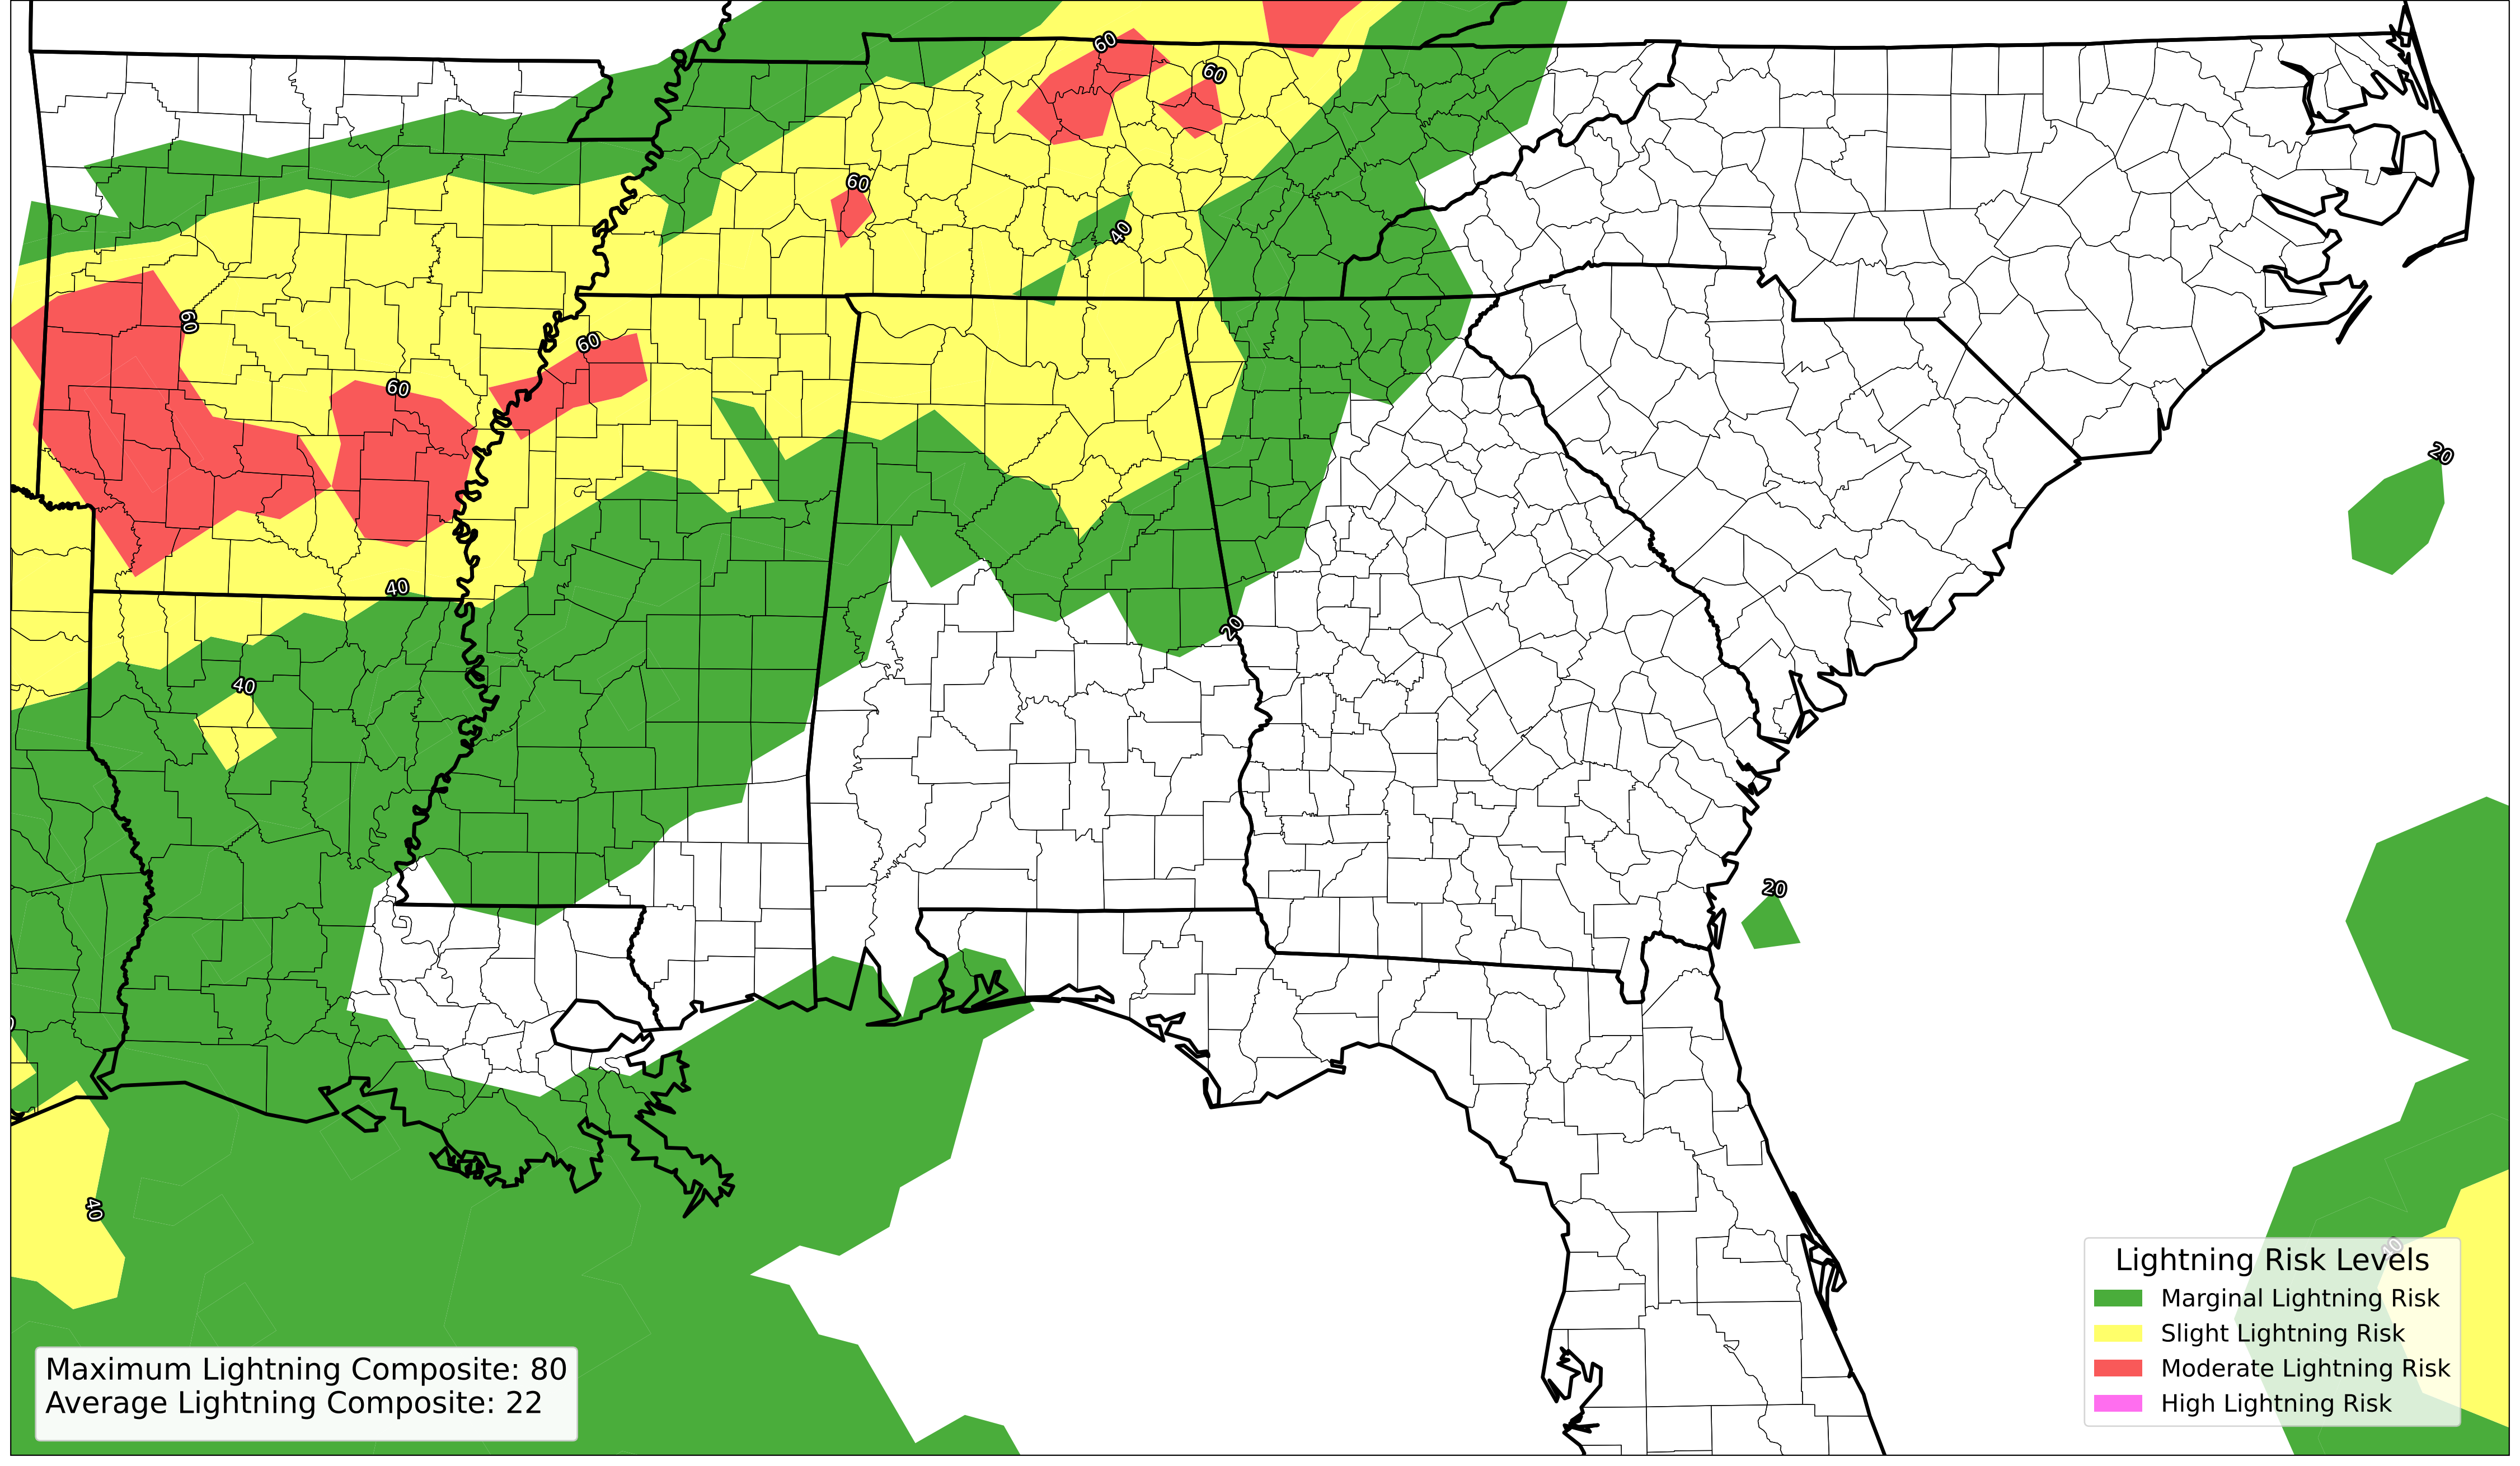 60
60
60
40
60
60
60
20
40
20
40
20
40
40
Lightning Risk Levels
Marginal Lightning Risk
Slight Lightning Risk
Moderate Lightning Risk
High Lightning Risk
Maximum Lightning Composite: 80
Average Lightning Composite: 22